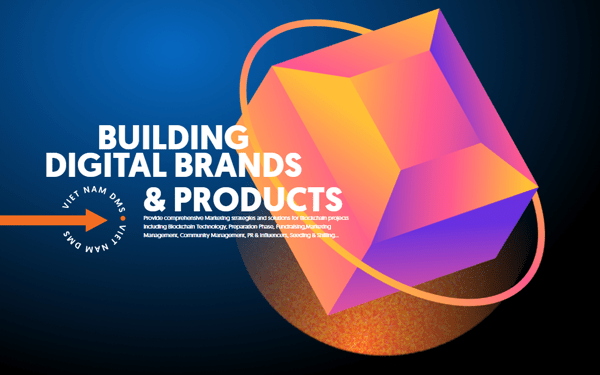 BUILDING
DIGITAL BRANDS
& PRODUCTS
Provide comprehensive Marketing strategies and solutions for Blockchain projects
Including Blockchain Technology, Preparation Phase, Fundraising,Marketing
Management, Community Management, PR & Influencers, Seeding & Listing...
VIET NAM DMS • VIET NAM DMS